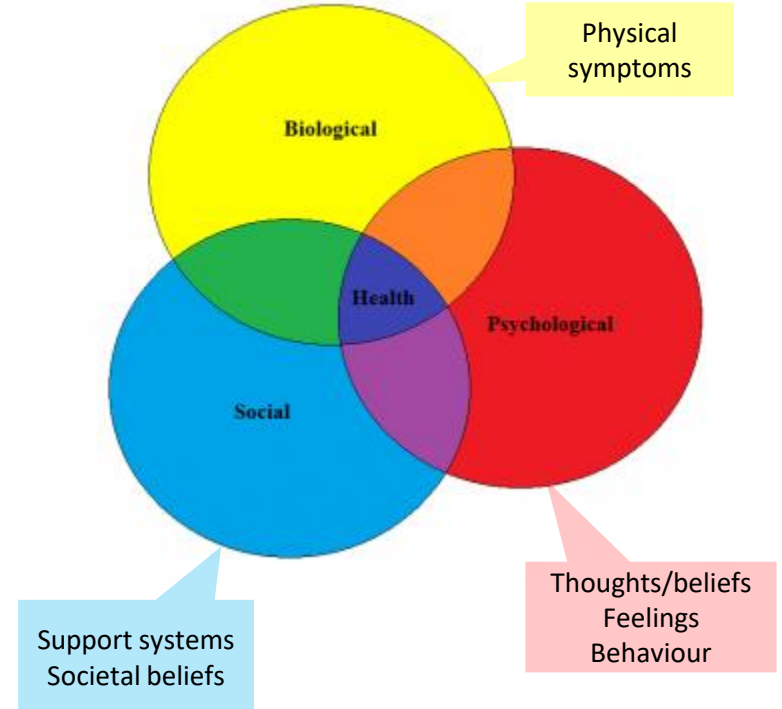 Physical
symptoms
Biological
Health
Psychological
Social
Thoughts/beliefs
Feelings
Behaviour
Support systems
Societal beliefs